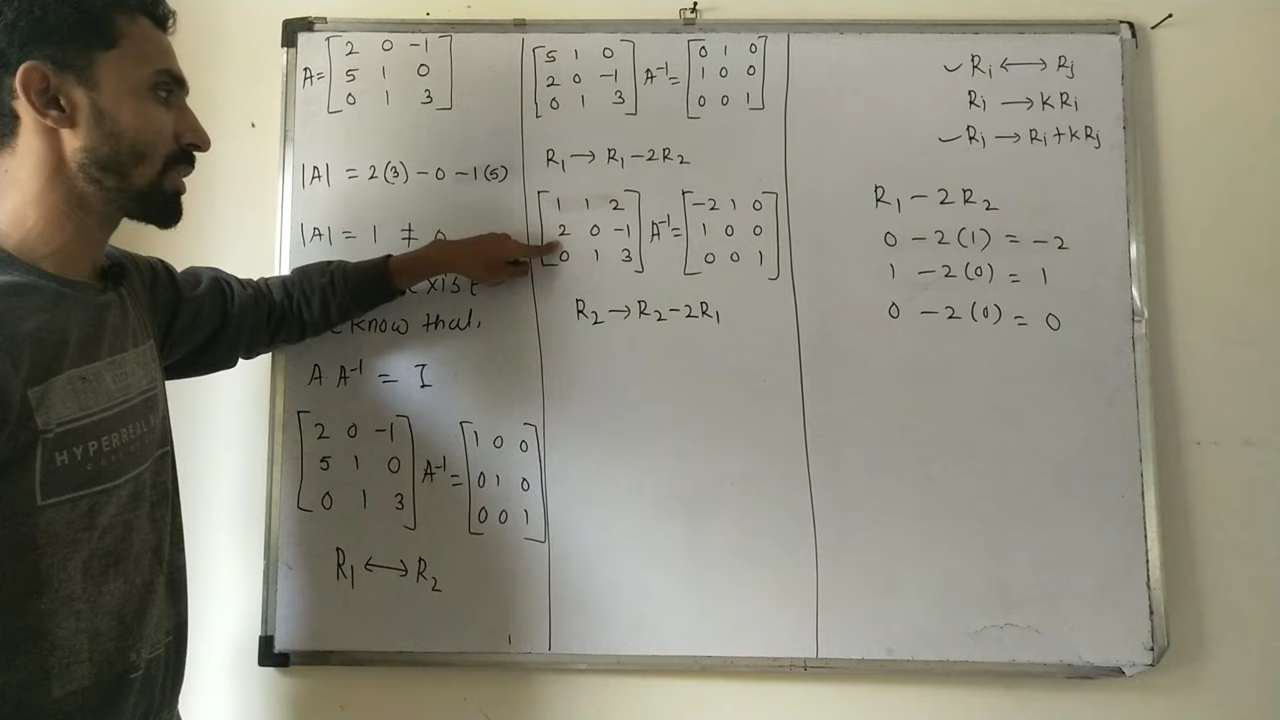 A = [ 2 0 -1
5 1 0
0 1 3 ]
|A| = 2(3) - 0 - 1(5)
|A| = 1 ≠ 0
exist
know that,
A A⁻¹ = I
[ 2 0 -1
5 1 0
0 1 3 ] A⁻¹ = [ 1 0 0
0 1 0
0 0 1 ]
R₁ ⟷ R₂
[ 5 1 0
2 0 -1
0 1 3 ] A⁻¹ = [ 0 1 0
1 0 0
0 0 1 ]
R₁ → R₁ - 2R₂
[ 1 1 2
2 0 -1
0 1 3 ] A⁻¹ = [ -2 1 0
1 0 0
0 0 1 ]
R₂ → R₂ - 2R₁
✓ Rᵢ ⟷ Rⱼ
Rᵢ → kRᵢ
✓ Rᵢ → Rᵢ + kRⱼ
R₁ - 2R₂
0 - 2(1) = -2
1 - 2(0) = 1
0 - 2(0) = 0
HYPERREAL